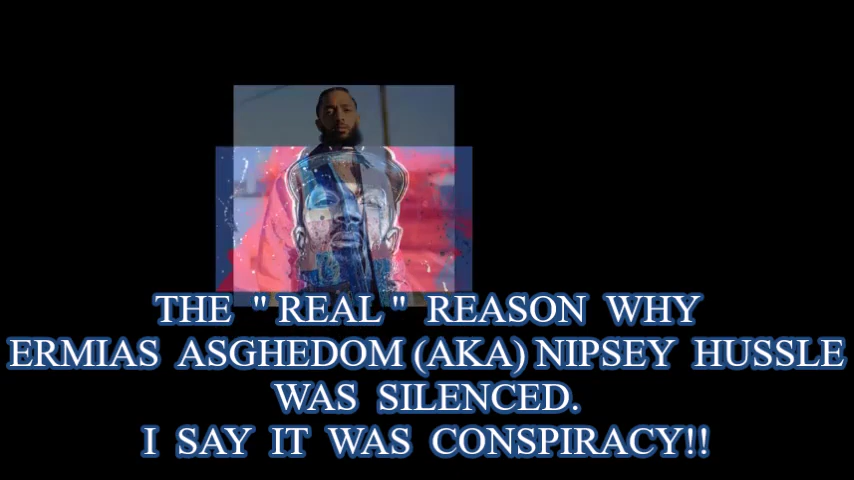 THE " REAL " REASON WHY
ERMIAS ASGHEDOM (AKA) NIPSEY HUSSLE
WAS SILENCED.
I SAY IT WAS CONSPIRACY!!